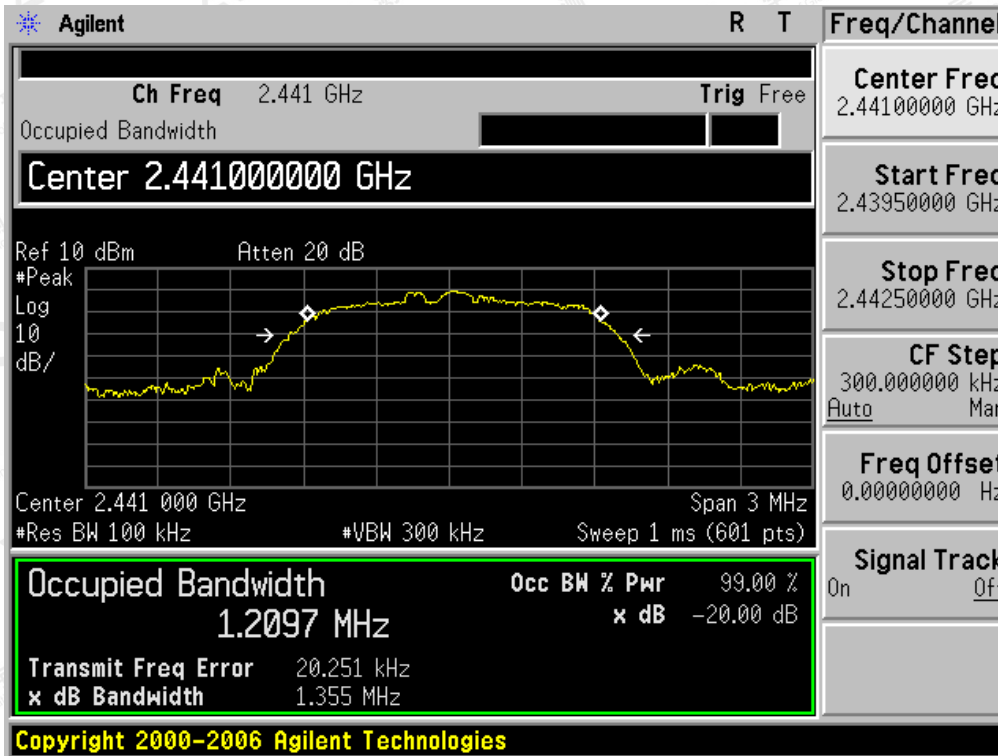 Agilent R T
Ch Freq 2.441 GHz Trig Free
Occupied Bandwidth
Center 2.441000000 GHz
Ref 10 dBm Atten 20 dB
#Peak
Log
10
dB/
Center 2.441 000 GHz Span 3 MHz
#Res BW 100 kHz #VBW 300 kHz Sweep 1 ms (601 pts)
Occupied Bandwidth Occ BW % Pwr 99.00 %
1.2097 MHz x dB -20.00 dB
Transmit Freq Error 20.251 kHz
x dB Bandwidth 1.355 MHz
Copyright 2000-2006 Agilent Technologies
Freq/Channel
Center Freq
2.44100000 GHz
Start Freq
2.43950000 GHz
Stop Freq
2.44250000 GHz
CF Step
300.000000 kHz
Auto Man
Freq Offset
0.00000000 Hz
Signal Track
On Off